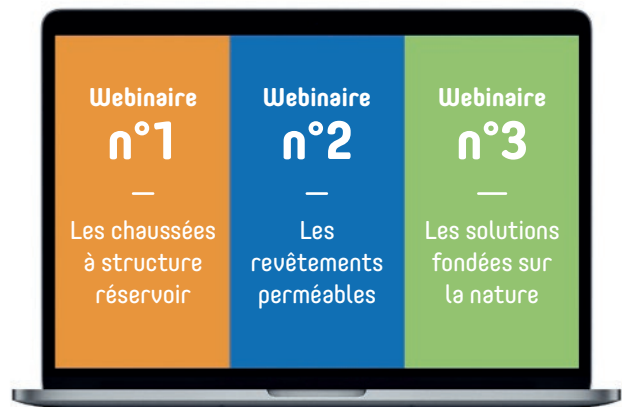 Webinaire
n°1
—
Les chaussées
à structure
réservoir
Webinaire
n°2
—
Les
revêtements
perméables
Webinaire
n°3
—
Les solutions
fondées sur
la nature